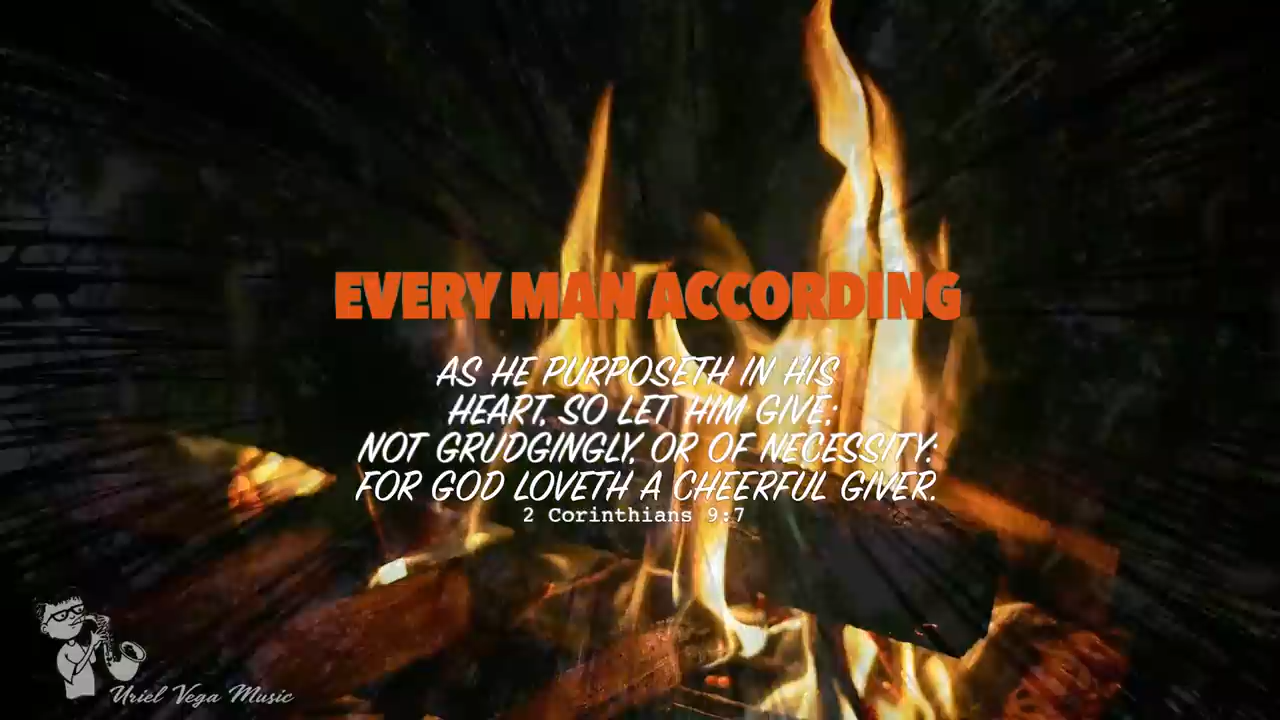 EVERY MAN ACCORDING
AS HE PURPOSETH IN HIS
HEART, SO LET HIM GIVE;
NOT GRUDGINGLY, OR OF NECESSITY:
FOR GOD LOVETH A CHEERFUL GIVER.
2 Corinthians 9:7
Uriel Vega Music